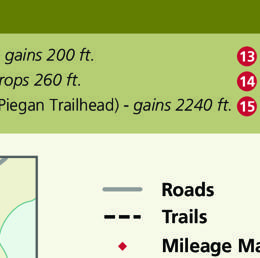 gains 200 ft. 13
rops 260 ft. 14
Piegan Trailhead) - gains 2240 ft. 15
Roads
Trails
Mileage Ma